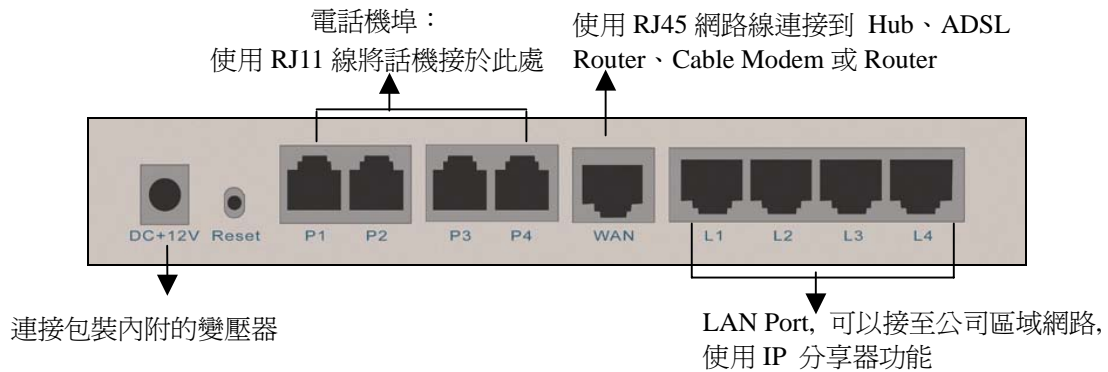 電話機埠：
使用 RJ11 線將話機接於此處
使用 RJ45 網路線連接到 Hub、ADSL
Router、Cable Modem 或 Router
DC+12V Reset P1 P2 P3 P4 WAN L1 L2 L3 L4
連接包裝內附的變壓器
LAN Port, 可以接至公司區域網路,
使用 IP 分享器功能